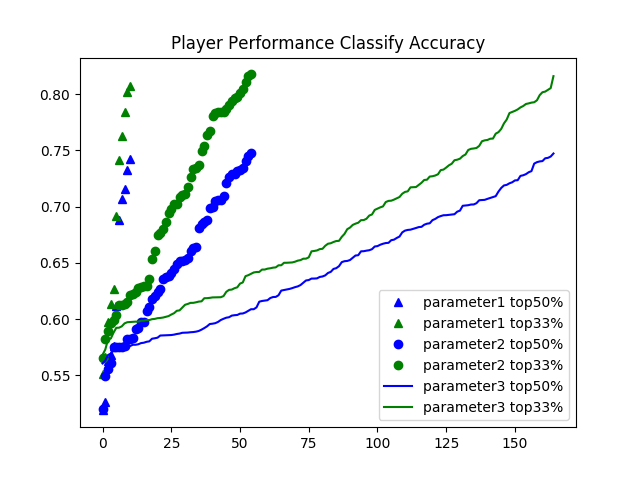 Player Performance Classify Accuracy
0.80
0.75
0.70
0.65
0.60
0.55
parameter1 top50%
parameter1 top33%
parameter2 top50%
parameter2 top33%
parameter3 top50%
parameter3 top33%
0 25 50 75 100 125 150